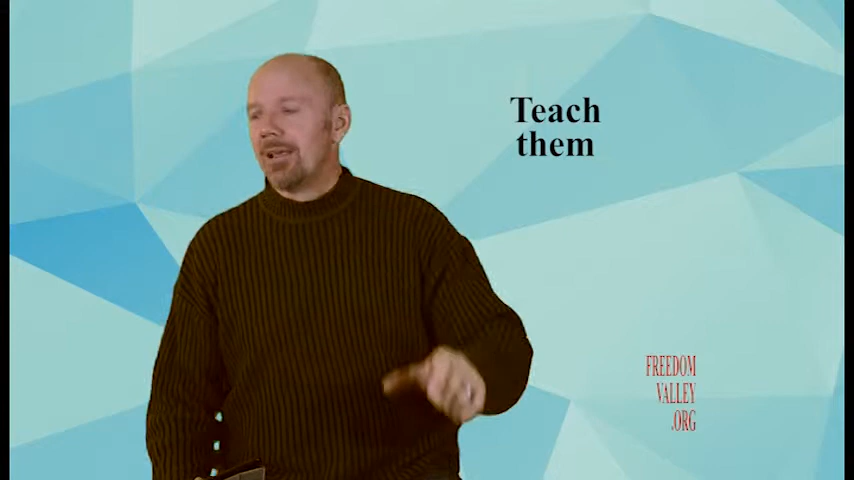 Teach
them
FREEDOM
VALLEY
.ORG